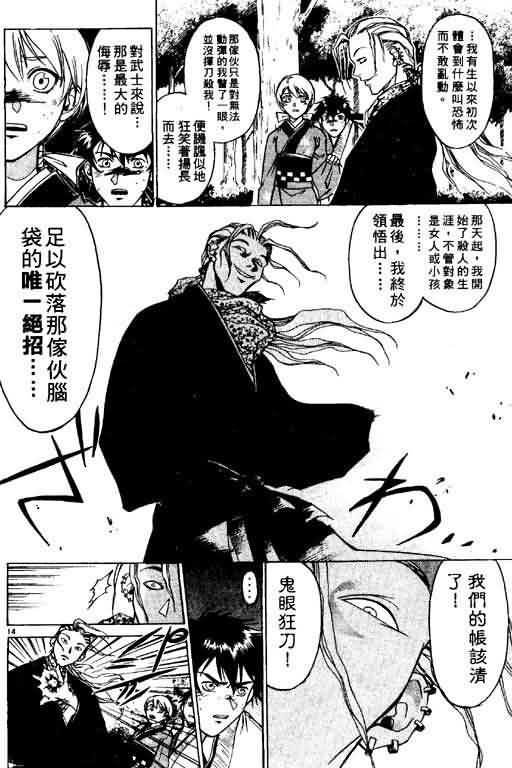 …我有生以來初次
體會到什麼叫恐怖
而不敢亂動。
那傢伙只是對無法
動彈的我瞥了一眼，
並沒揮刀殺我！…
便譏諷似地
狂笑著揚長
而去……
對武士來說…
那是最大的
侮辱……！
那天起，我開
始了殺人的生
涯，不管對象
是女人或小孩
……
最後，我終於
領悟出……
足以砍落那傢伙腦
袋的唯一絕招……
我們的帳該清
了…！
鬼眼狂刀！
…
14